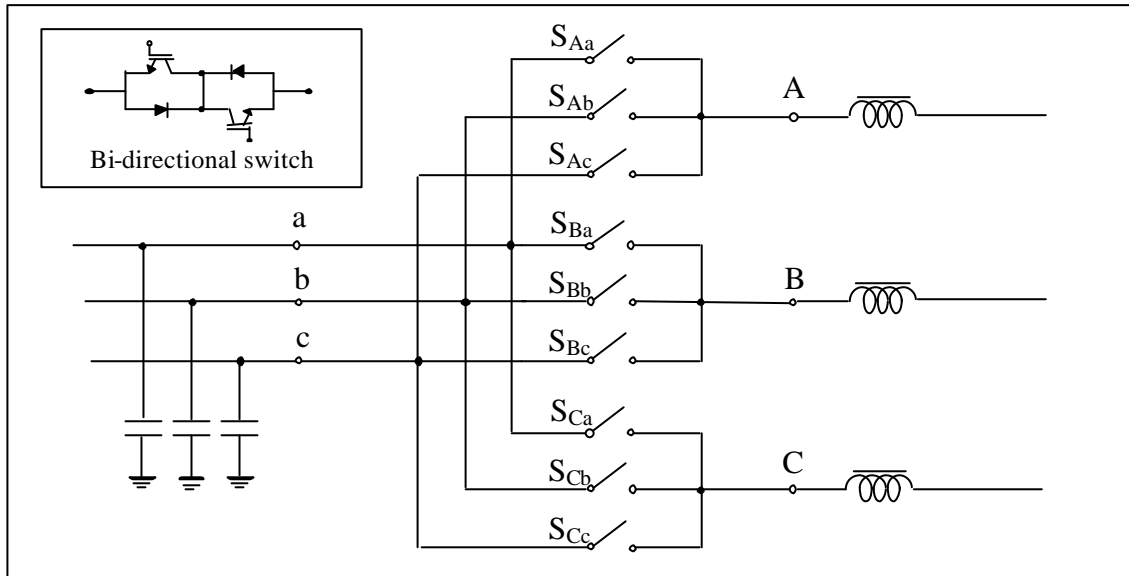 S_Aa
S_Ab
A
S_Ac
Bi-directional switch
a
S_Ba
b
S_Bb
B
c
S_Bc
S_Ca
S_Cb
C
S_Cc